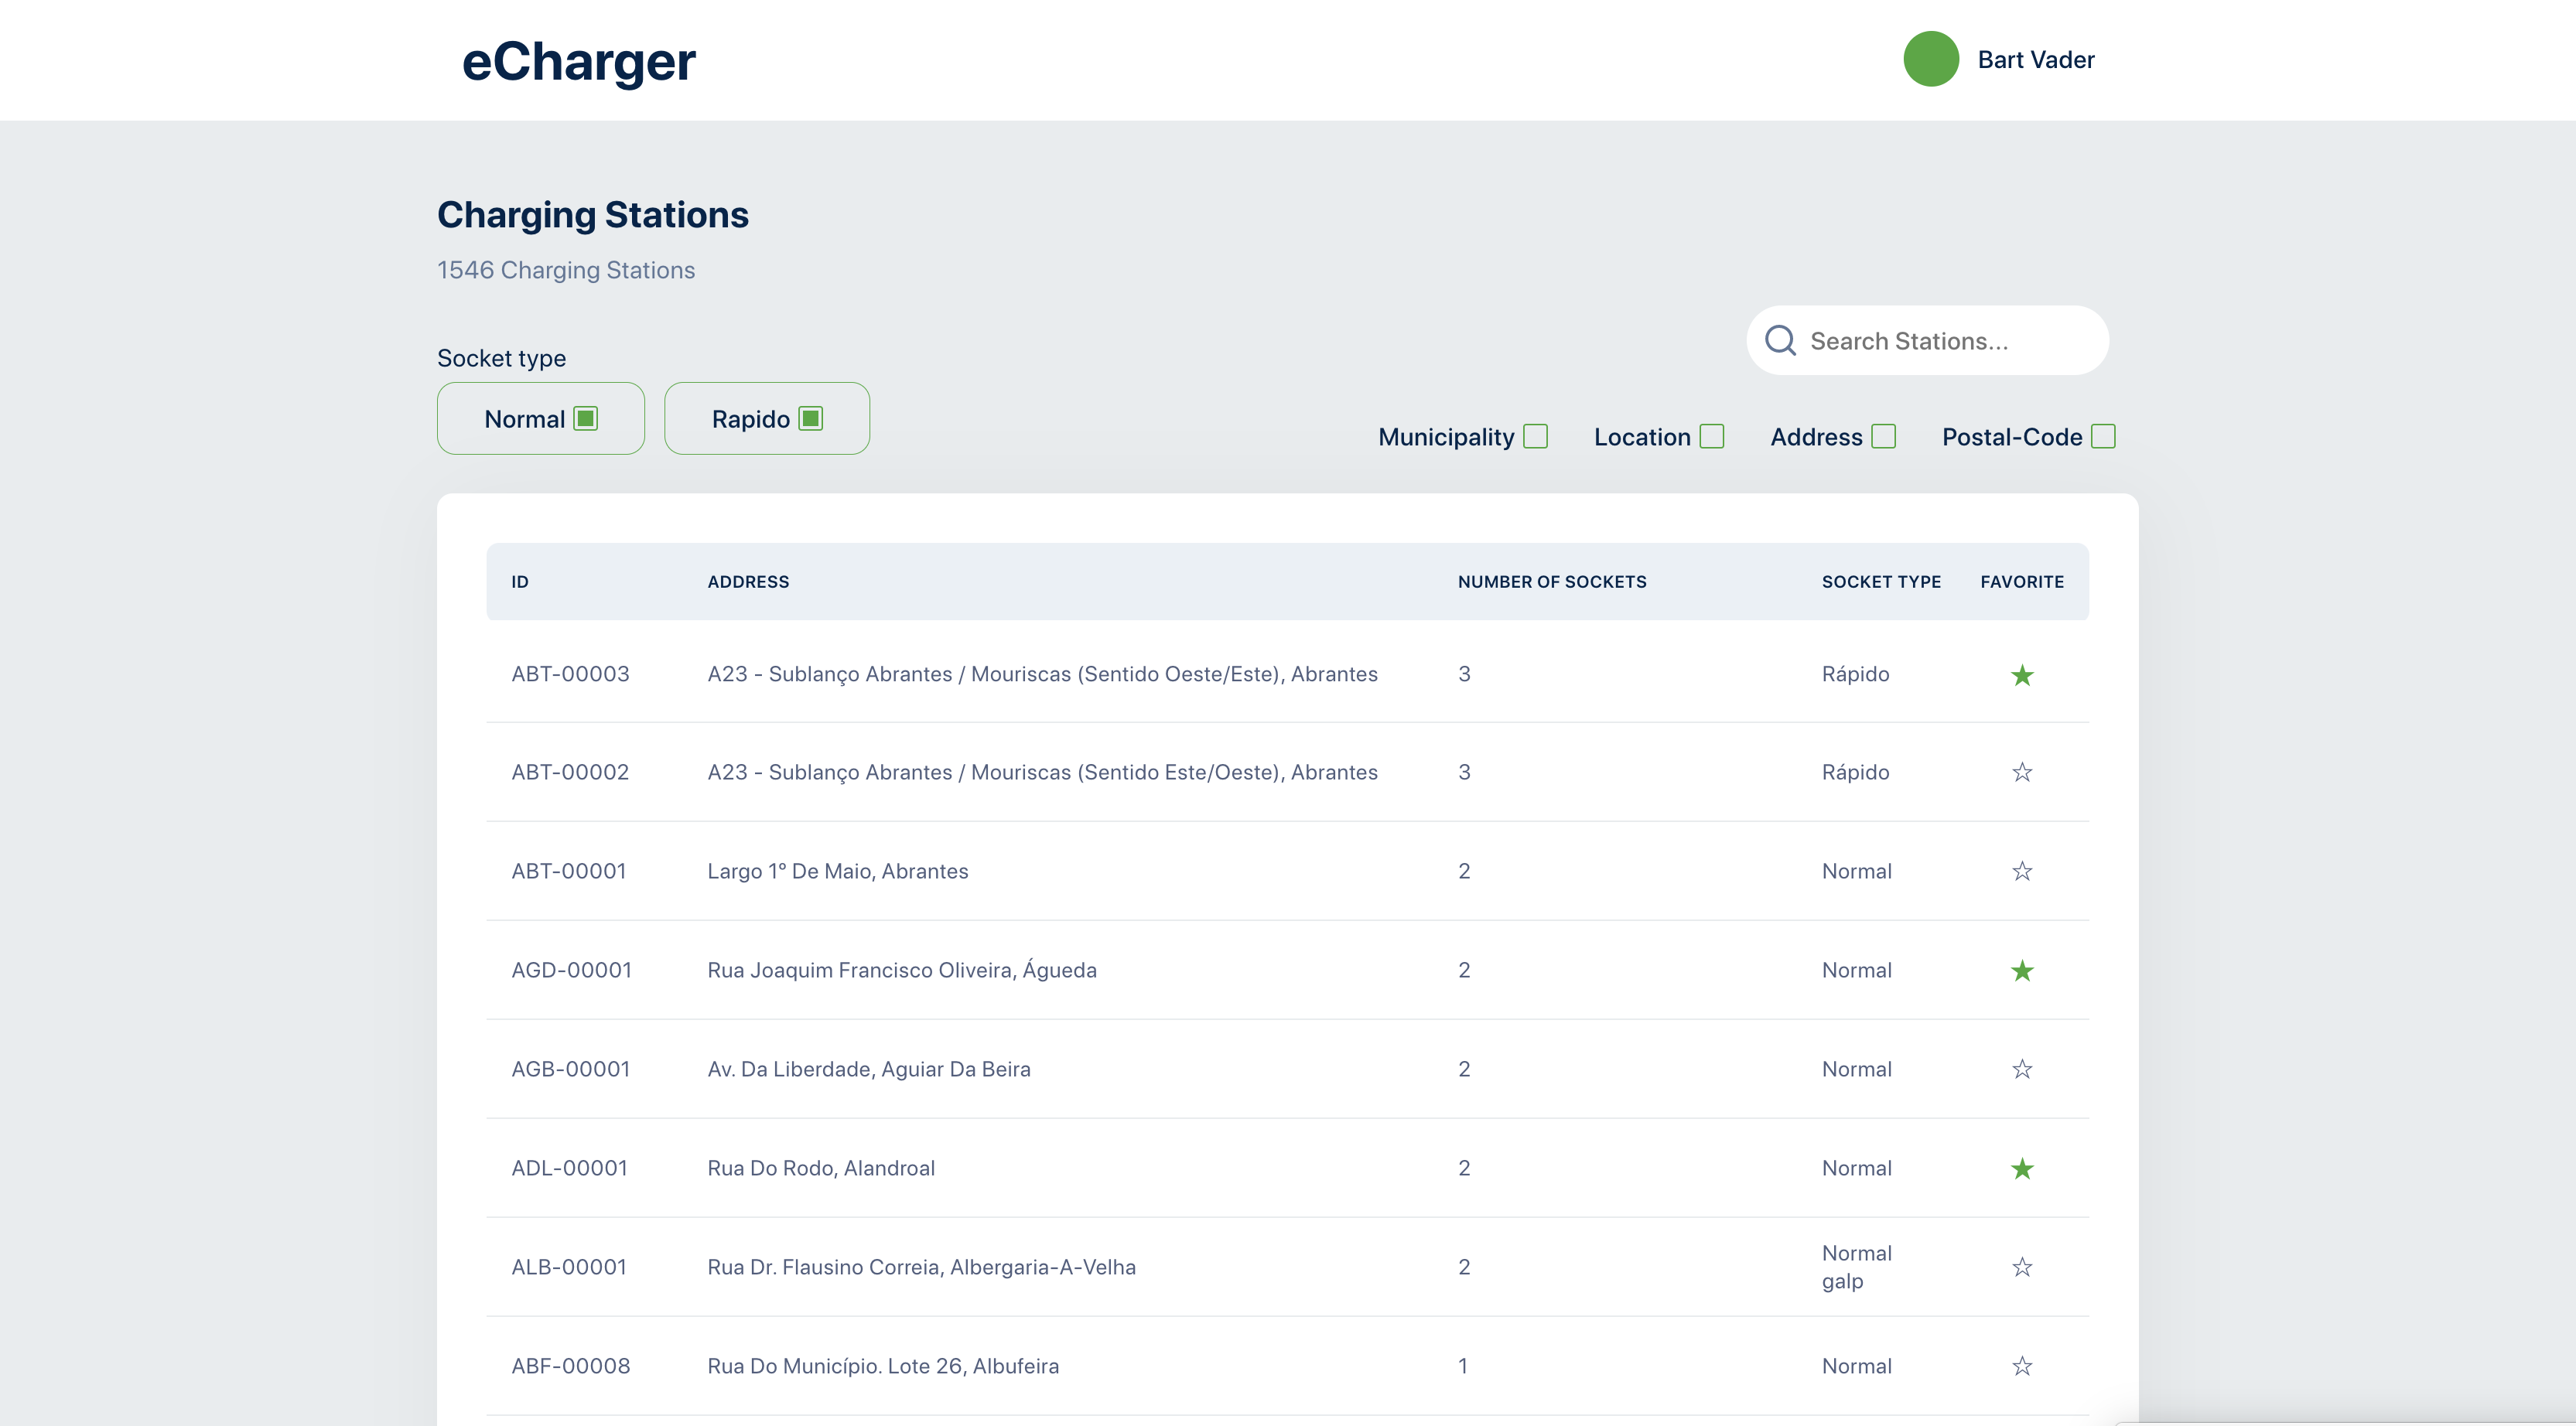 eCharger
Bart Vader
Charging Stations
1546 Charging Stations
Search Stations...
Socket type
Normal Rapido
Municipality Location Address Postal-Code
ID ADDRESS NUMBER OF SOCKETS SOCKET TYPE FAVORITE
ABT-00003 A23 - Sublanço Abrantes / Mouriscas (Sentido Oeste/Este), Abrantes 3 Rápido
ABT-00002 A23 - Sublanço Abrantes / Mouriscas (Sentido Este/Oeste), Abrantes 3 Rápido
ABT-00001 Largo 1º De Maio, Abrantes 2 Normal
AGD-00001 Rua Joaquim Francisco Oliveira, Águeda 2 Normal
AGB-00001 Av. Da Liberdade, Aguiar Da Beira 2 Normal
ADL-00001 Rua Do Rodo, Alandroal 2 Normal
ALB-00001 Rua Dr. Flausino Correia, Albergaria-A-Velha 2 Normal
galp
ABF-00008 Rua Do Município. Lote 26, Albufeira 1 Normal